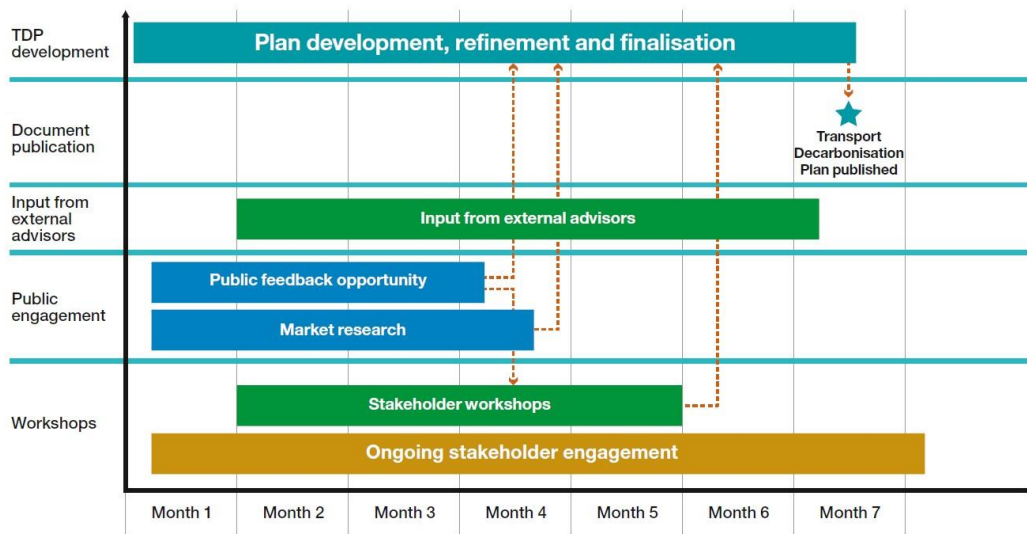 TDP
development
Plan development, refinement and finalisation
Document
publication
Transport
Decarbonisation
Plan published
Input from
external
advisors
Input from external advisors
Public
engagement
Public feedback opportunity
Market research
Workshops
Stakeholder workshops
Ongoing stakeholder engagement
Month 1 Month 2 Month 3 Month 4 Month 5 Month 6 Month 7